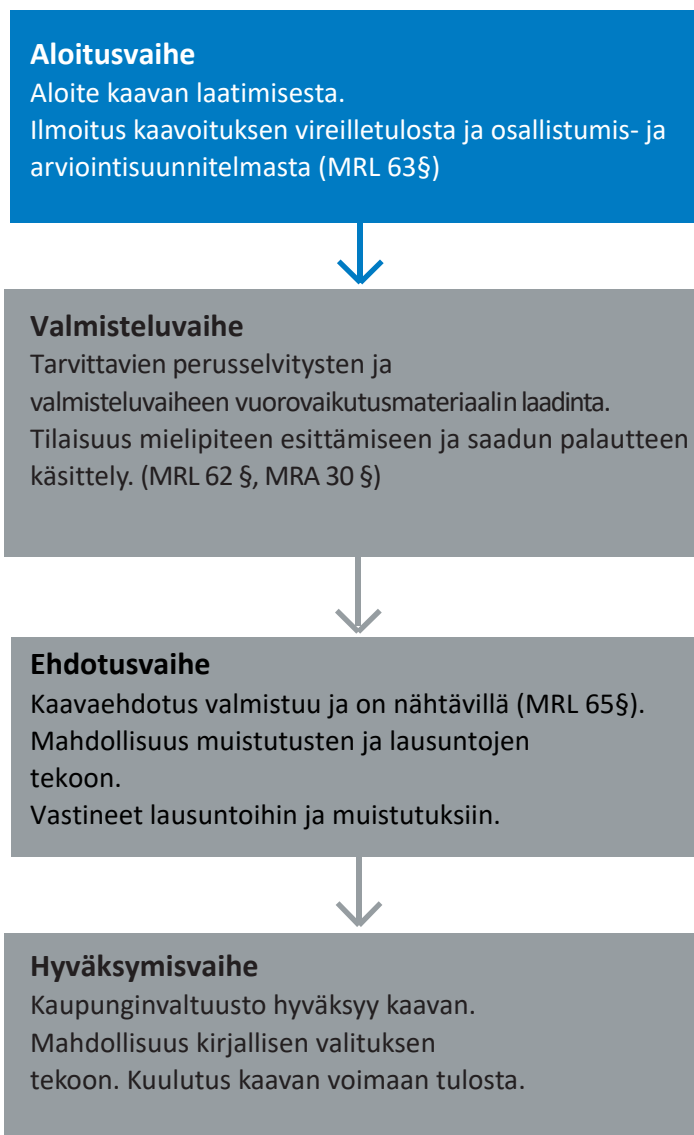 Aloitusvaihe
Aloite kaavan laatimisesta.
Ilmoitus kaavoituksen vireilletulosta ja osallistumis- ja
arviointisuunnitelmasta (MRL 63§)
Valmisteluvaihe
Tarvittavien perusselvitysten ja
valmisteluvaiheen vuorovaikutusmateriaalin laadinta.
Tilaisuus mielipiteen esittämiseen ja saadun palautteen
käsittely. (MRL 62 §, MRA 30 §)
Ehdotusvaihe
Kaavaehdotus valmistuu ja on nähtävillä (MRL 65§).
Mahdollisuus muistutusten ja lausuntojen
tekoon.
Vastineet lausuntoihin ja muistutuksiin.
Hyväksymisvaihe
Kaupunginvaltuusto hyväksyy kaavan.
Mahdollisuus kirjallisen valituksen
tekoon. Kuulutus kaavan voimaan tulosta.